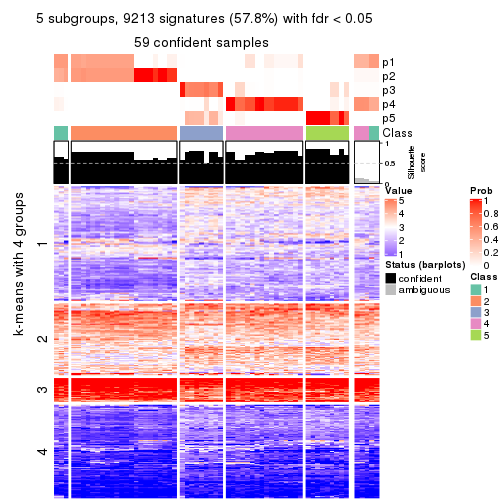 5 subgroups, 9213 signatures (57.8%) with fdr < 0.05
59 confident samples
p1
p2
p3
p4
p5
Class
1
0.5
0
Silhouette
score
k-means with 4 groups
1
2
3
4
Value
5
4
3
2
1
Status (barplots)
confident
ambiguous
Prob
1
0.8
0.6
0.4
0.2
0
Class
1
2
3
4
5